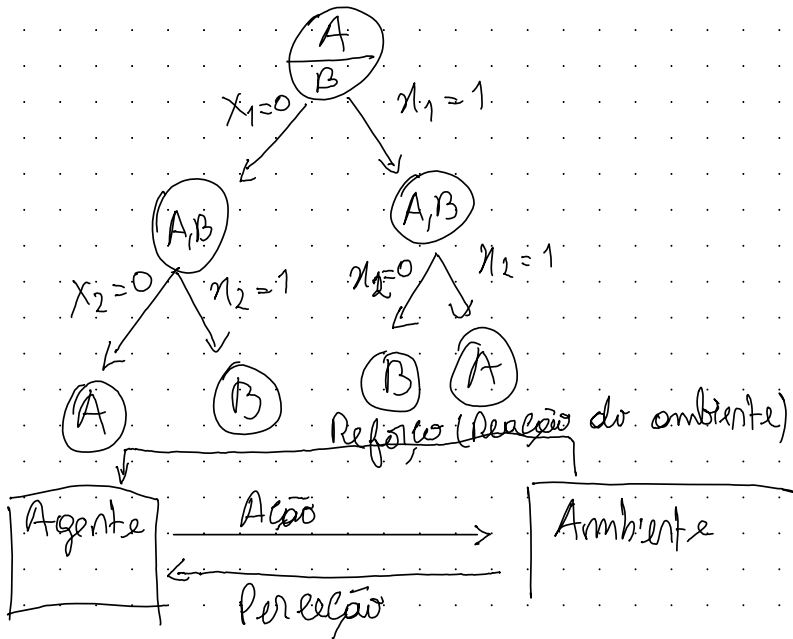 A
B
x₁=0 x₁=1
A,B A,B
x₂=0 x₂=1 x₂=0 x₂=1
A B B A
Reforço (Reação do ambiente)
Agente Ação Ambiente
Perceção